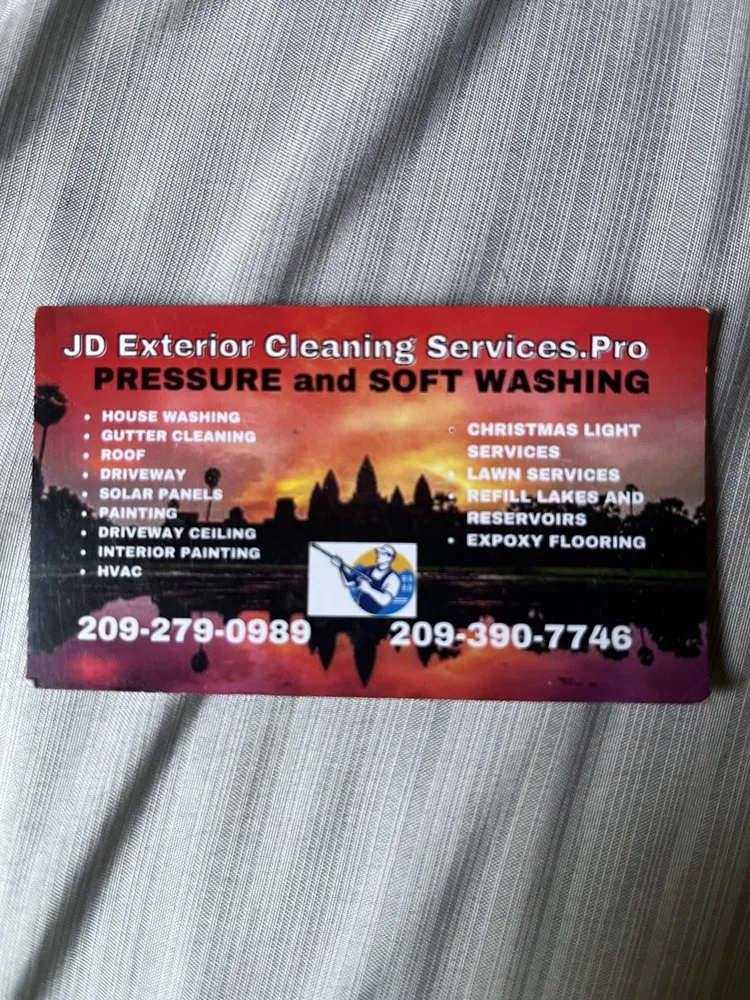 JD Exterior Cleaning Services.Pro
PRESSURE and SOFT WASHING
• HOUSE WASHING
• GUTTER CLEANING
• ROOF
• DRIVEWAY
• SOLAR PANELS
• PAINTING
• DRIVEWAY CEILING
• INTERIOR PAINTING
• HVAC
• CHRISTMAS LIGHT
SERVICES
• LAWN SERVICES
• REFILL LAKES AND
RESERVOIRS
• EXPOXY FLOORING
209-279-0989
209-390-7746